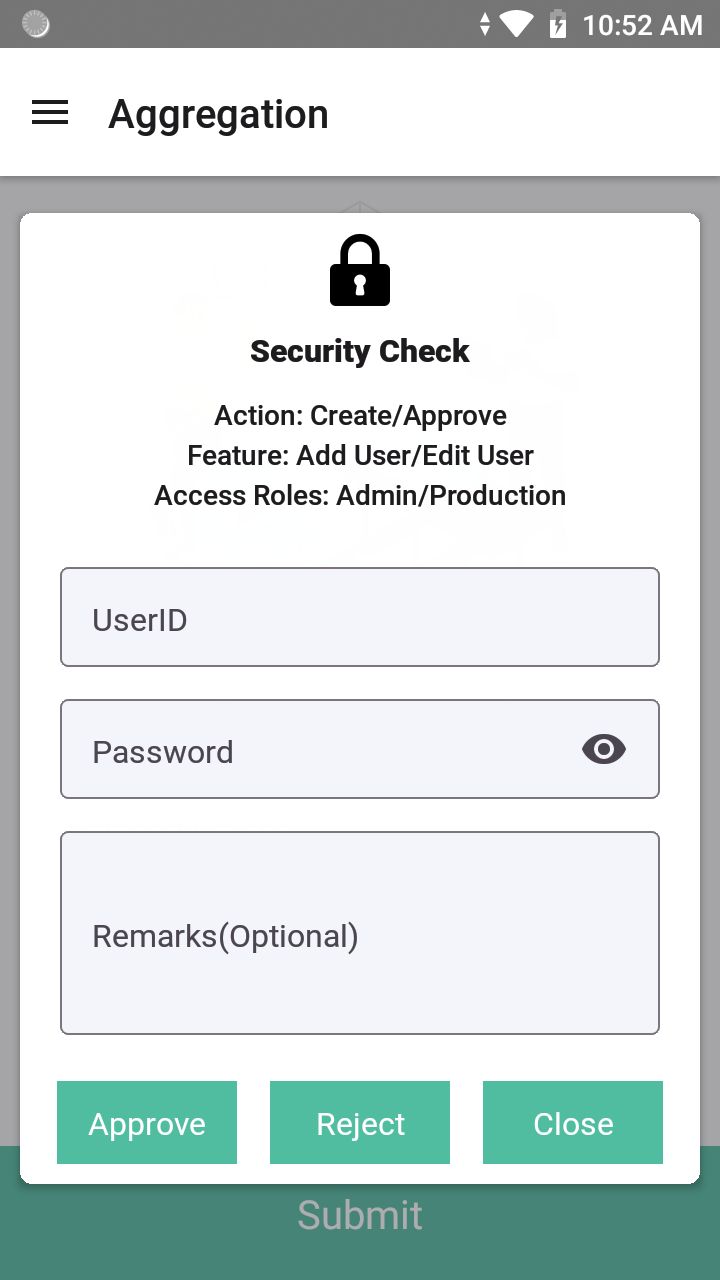 10:52 AM
Aggregation
Security Check
Action: Create/Approve
Feature: Add User/Edit User
Access Roles: Admin/Production
UserID
Password
Remarks(Optional)
Approve Reject Close
Submit